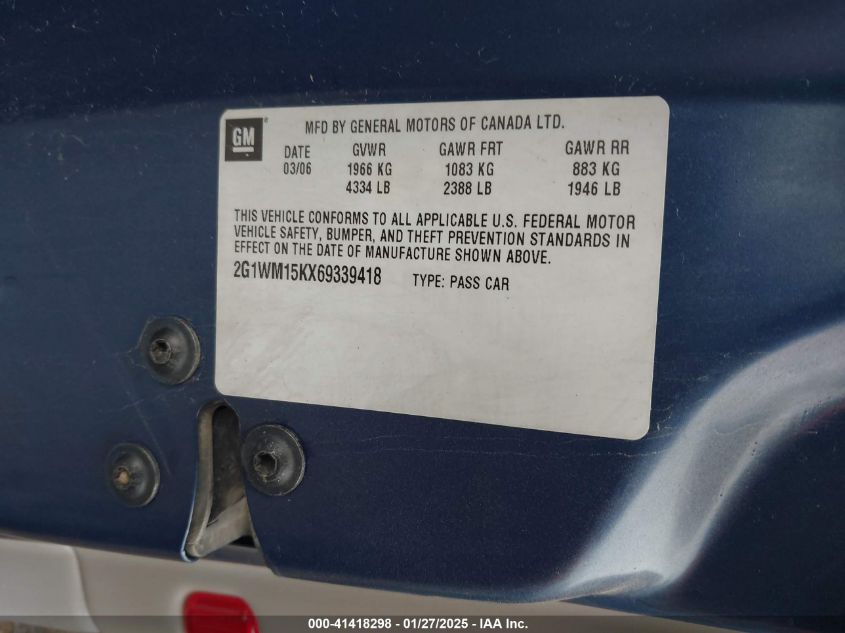 GM
MFD BY GENERAL MOTORS OF CANADA LTD.
DATE GVWR GAWR FRT GAWR RR
03/06 1966 KG 1083 KG 883 KG
4334 LB 2388 LB 1946 LB
THIS VEHICLE CONFORMS TO ALL APPLICABLE U.S. FEDERAL MOTOR
VEHICLE SAFETY, BUMPER, AND THEFT PREVENTION STANDARDS IN
EFFECT ON THE DATE OF MANUFACTURE SHOWN ABOVE.
2G1WM15KX69339418 TYPE: PASS CAR
000-41418298 - 01/27/2025 - IAA Inc.